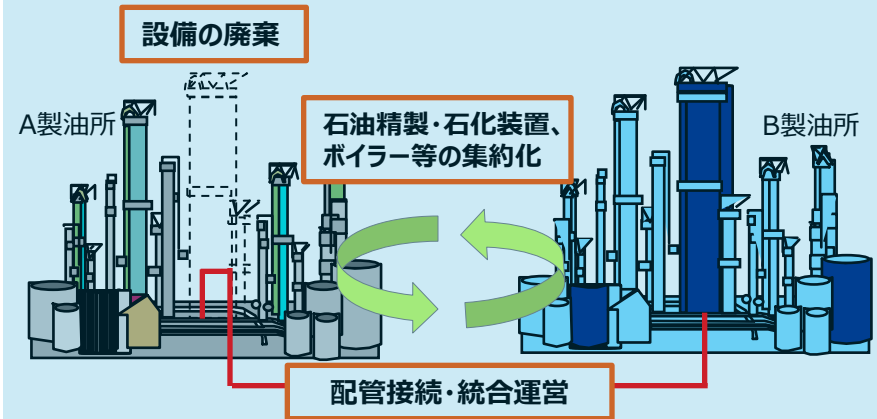 設備の廃棄
A製油所
石油精製・石化装置、
ボイラー等の集約化
B製油所
配管接続・統合運営